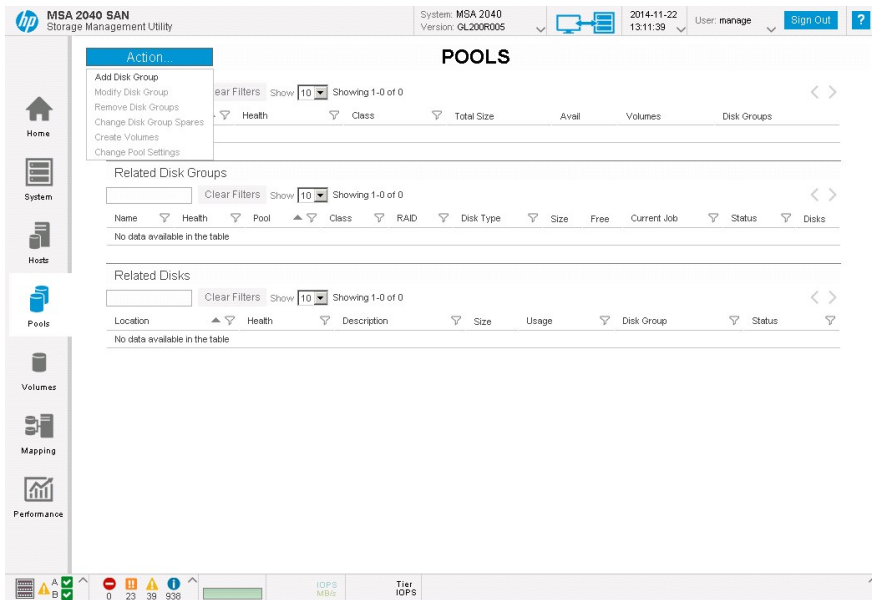 hp MSA 2040 SAN
Storage Management Utility
System: MSA 2040
Version: GL200R005
2014-11-22
13:11:39
User: manage
Sign Out
?
Action...
POOLS
Add Disk Group
Modify Disk Group
Remove Disk Groups
Change Disk Group Spares
Create Volumes
Change Pool Settings
ear Filters Show 10 Showing 1-0 of 0
Health Class Total Size Avail Volumes Disk Groups
Related Disk Groups
Clear Filters Show 10 Showing 1-0 of 0
Name Health Pool Class RAID Disk Type Size Free Current Job Status Disks
No data available in the table
Related Disks
Clear Filters Show 10 Showing 1-0 of 0
Location Health Description Size Usage Disk Group Status
No data available in the table
Home
System
Hosts
Pools
Volumes
Mapping
Performance
A
B
0 23 39 938
IOPS
MB/s
Tier
IOPS